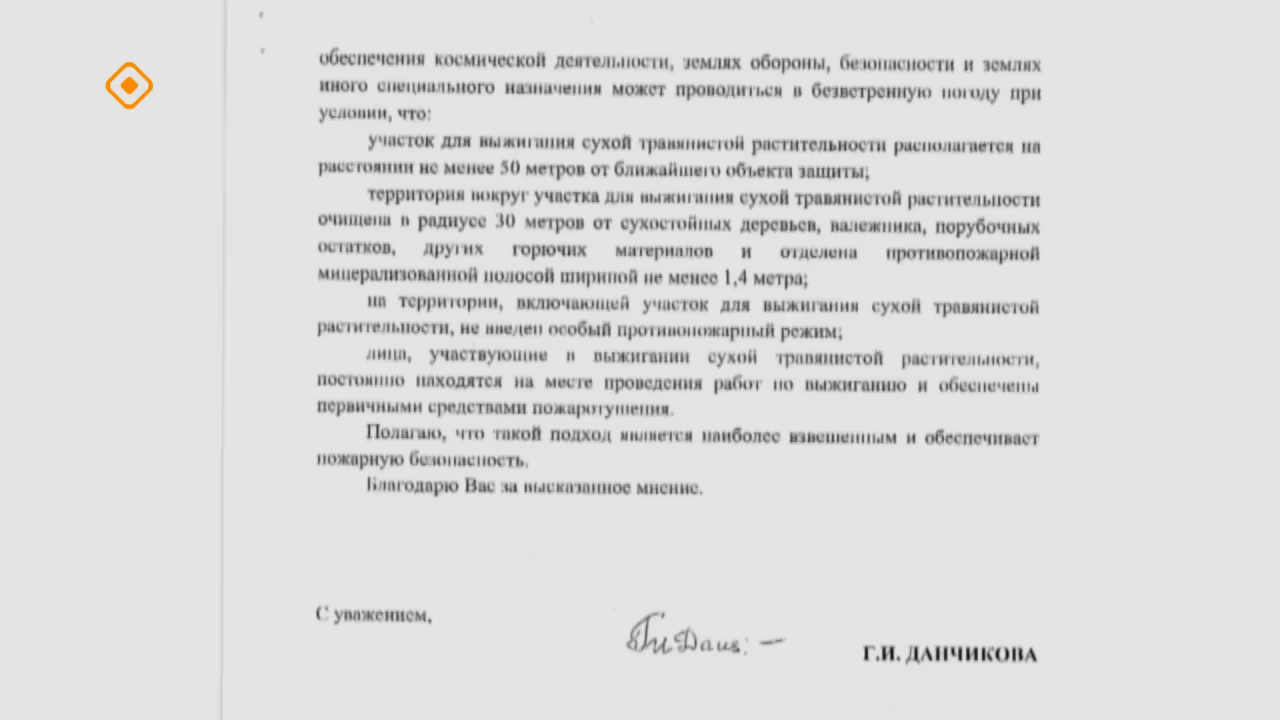 обеспечения космической деятельности, землях обороны, безопасности и землях
иного специального назначения может проводиться в безветренную погоду при
условии, что:
участок для выжигания сухой травянистой растительности располагается на
расстоянии не менее 50 метров от ближайшего объекта защиты;
территория вокруг участка для выжигания сухой травянистой растительности
очищена в радиусе 30 метров от сухостойных деревьев, валежника, порубочных
остатков, других горючих материалов и отделена противопожарной
минерализованной полосой шириной не менее 1,4 метра;
на территории, включающей участок для выжигания сухой травянистой
растительности, не введен особый противопожарный режим;
лица, участвующие в выжигании сухой травянистой растительности,
постоянно находятся на месте проведения работ по выжиганию и обеспечены
первичными средствами пожаротушения.
Полагаю, что такой подход является наиболее взвешенным и обеспечивает
пожарную безопасность.
Благодарю Вас за высказанное мнение.
С уважением,
Г.И. ДАНЧИКОВА